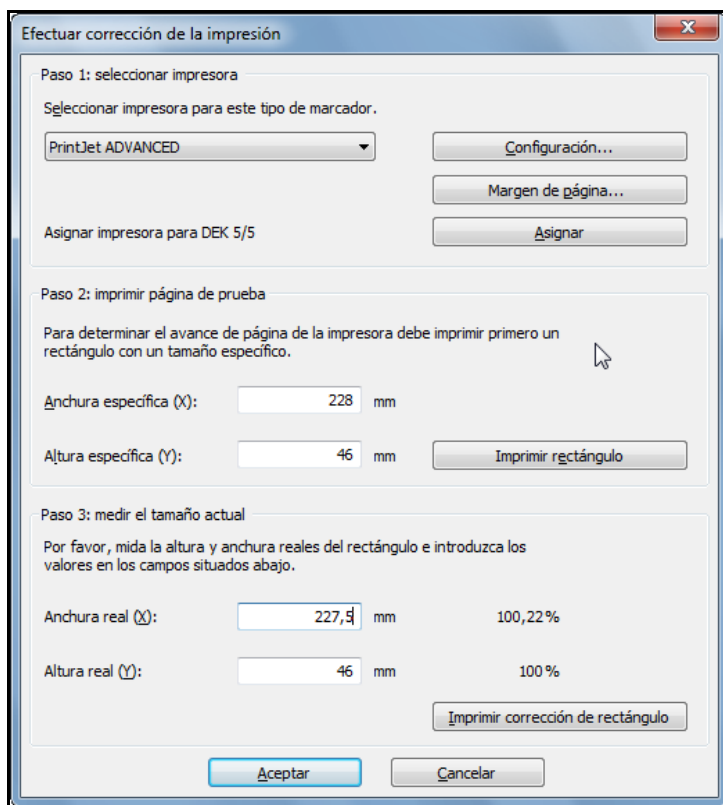 Efectuar corrección de la impresión
Paso 1: seleccionar impresora
Seleccionar impresora para este tipo de marcador.
PrintJet ADVANCED
Configuración...
Margen de página...
Asignar impresora para DEK 5/5
Asignar
Paso 2: imprimir página de prueba
Para determinar el avance de página de la impresora debe imprimir primero un
rectángulo con un tamaño específico.
Anchura específica (X): 228 mm
Altura específica (Y): 46 mm
Imprimir rectángulo
Paso 3: medir el tamaño actual
Por favor, mida la altura y anchura reales del rectángulo e introduzca los
valores en los campos situados abajo.
Anchura real (X): 227,5 mm 100,22%
Altura real (Y): 46 mm 100%
Imprimir corrección de rectángulo
Aceptar
Cancelar